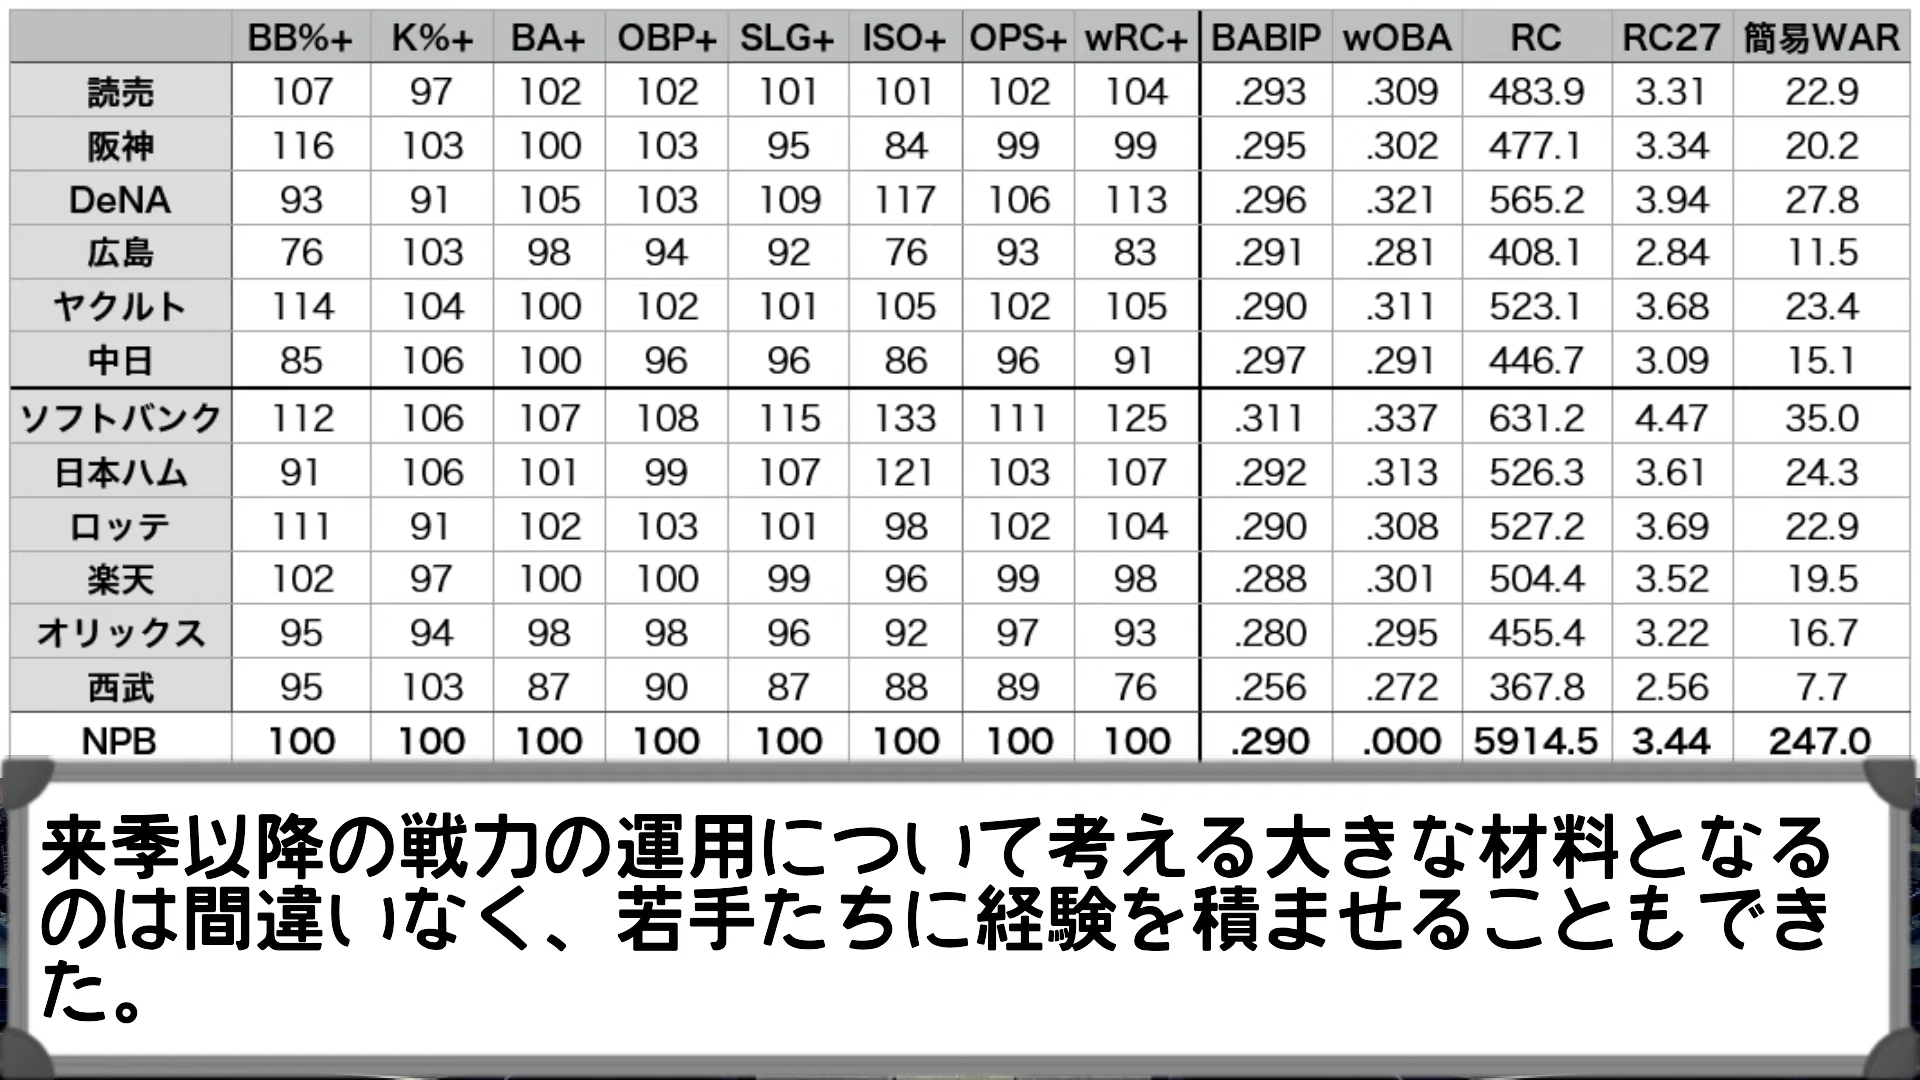 BB%+ K%+ BA+ OBP+ SLG+ ISO+ OPS+ wRC+ BABIP wOBA RC RC27 簡易WAR
読売 107 97 102 102 101 101 102 104 .293 .309 483.9 3.31 22.9
阪神 116 103 100 103 95 84 99 99 .295 .302 477.1 3.34 20.2
DeNA 93 91 105 103 109 117 106 113 .296 .321 565.2 3.94 27.8
広島 76 103 98 94 92 76 93 83 .291 .281 408.1 2.84 11.5
ヤクルト 114 104 100 102 101 105 102 105 .290 .311 523.1 3.68 23.4
中日 85 106 100 96 96 86 96 91 .297 .291 446.7 3.09 15.1
ソフトバンク 112 106 107 108 115 133 111 125 .311 .337 631.2 4.47 35.0
日本ハム 91 106 101 99 107 121 103 107 .292 .313 526.3 3.61 24.3
ロッテ 111 91 102 103 101 98 102 104 .290 .308 527.2 3.69 22.9
楽天 102 97 100 100 99 96 99 98 .288 .301 504.4 3.52 19.5
オリックス 95 94 98 98 96 92 97 93 .280 .295 455.4 3.22 16.7
西武 95 103 87 90 87 88 89 76 .256 .272 367.8 2.56 7.7
NPB 100 100 100 100 100 100 100 100 .290 .000 5914.5 3.44 247.0
来季以降の戦力の運用について考える大きな材料となる
のは間違いなく、若手たちに経験を積ませることもでき
た。